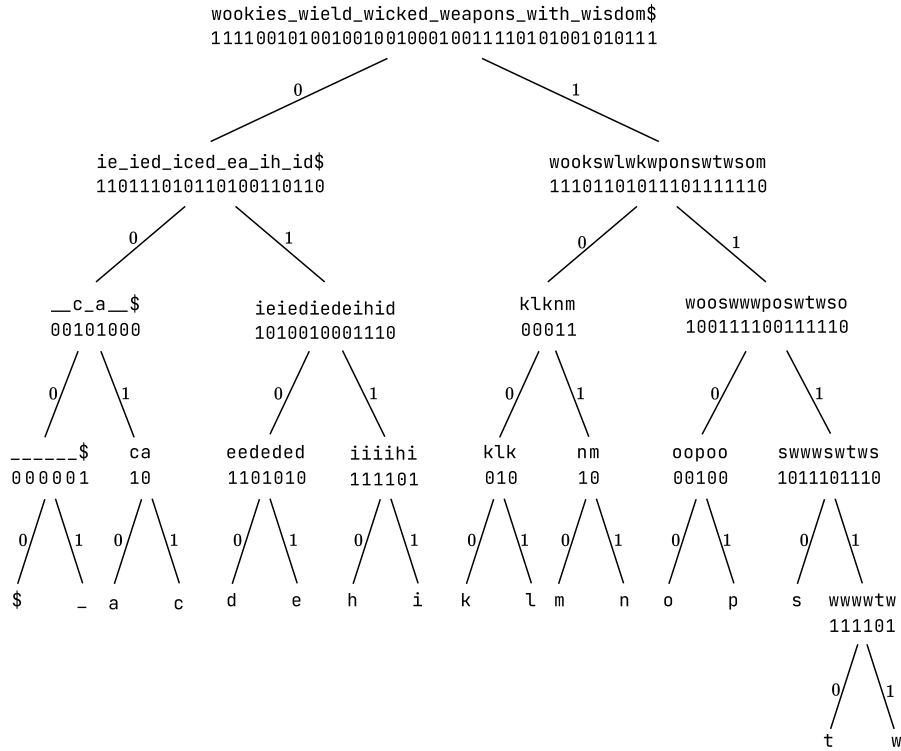 wookies_wield_wicked_weapons_with_wisdom$
11110010100100100100010011110101001010111
0 1
ie_ied_iced_ea_ih_id$ wookswlwkwponswtwsom
110111010110100110110 11101101011101111110
0 1 0 1
__c_a__$ ieiediedeihid klknm wooswwwposwtwso
00101000 1010010001110 00011 100111100111110
0 1 0 1 0 1 0 1
______$ ca eededed iiiihi klk nm oopoo swwwswtws
000001 10 1101010 111101 010 10 00100 1011101110
0 1 0 1 0 1 0 1 0 1 0 1 0 1 0 1
$ _ a c d e h i k l m n o p s wwwwtw
111101
0 1
t w